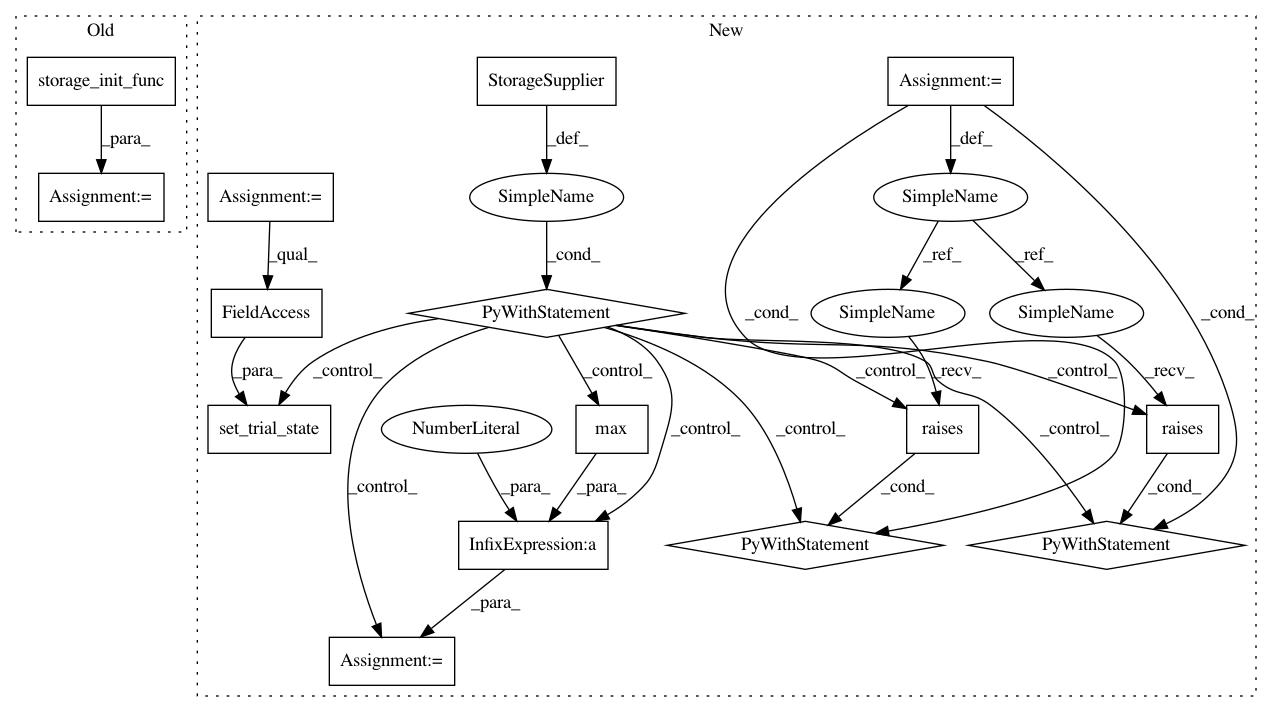 Old
New
storage_init_func
StorageSupplier
Assignment:=
_para_
_def_
_def_
Assignment:=
Assignment:=
SimpleName
SimpleName
_qual_
_cond_
_ref_
_ref_
FieldAccess
PyWithStatement
SimpleName
SimpleName
_cond_
_cond_
_para_
_control_
_control_
_control_
_recv_
_control_
_recv_
set_trial_state
NumberLiteral
max
_control_
_control_
raises
_control_
raises
_control_
_para_
_para_
_cond_
_cond_
InfixExpression:a
PyWithStatement
PyWithStatement
_para_
Assignment:=